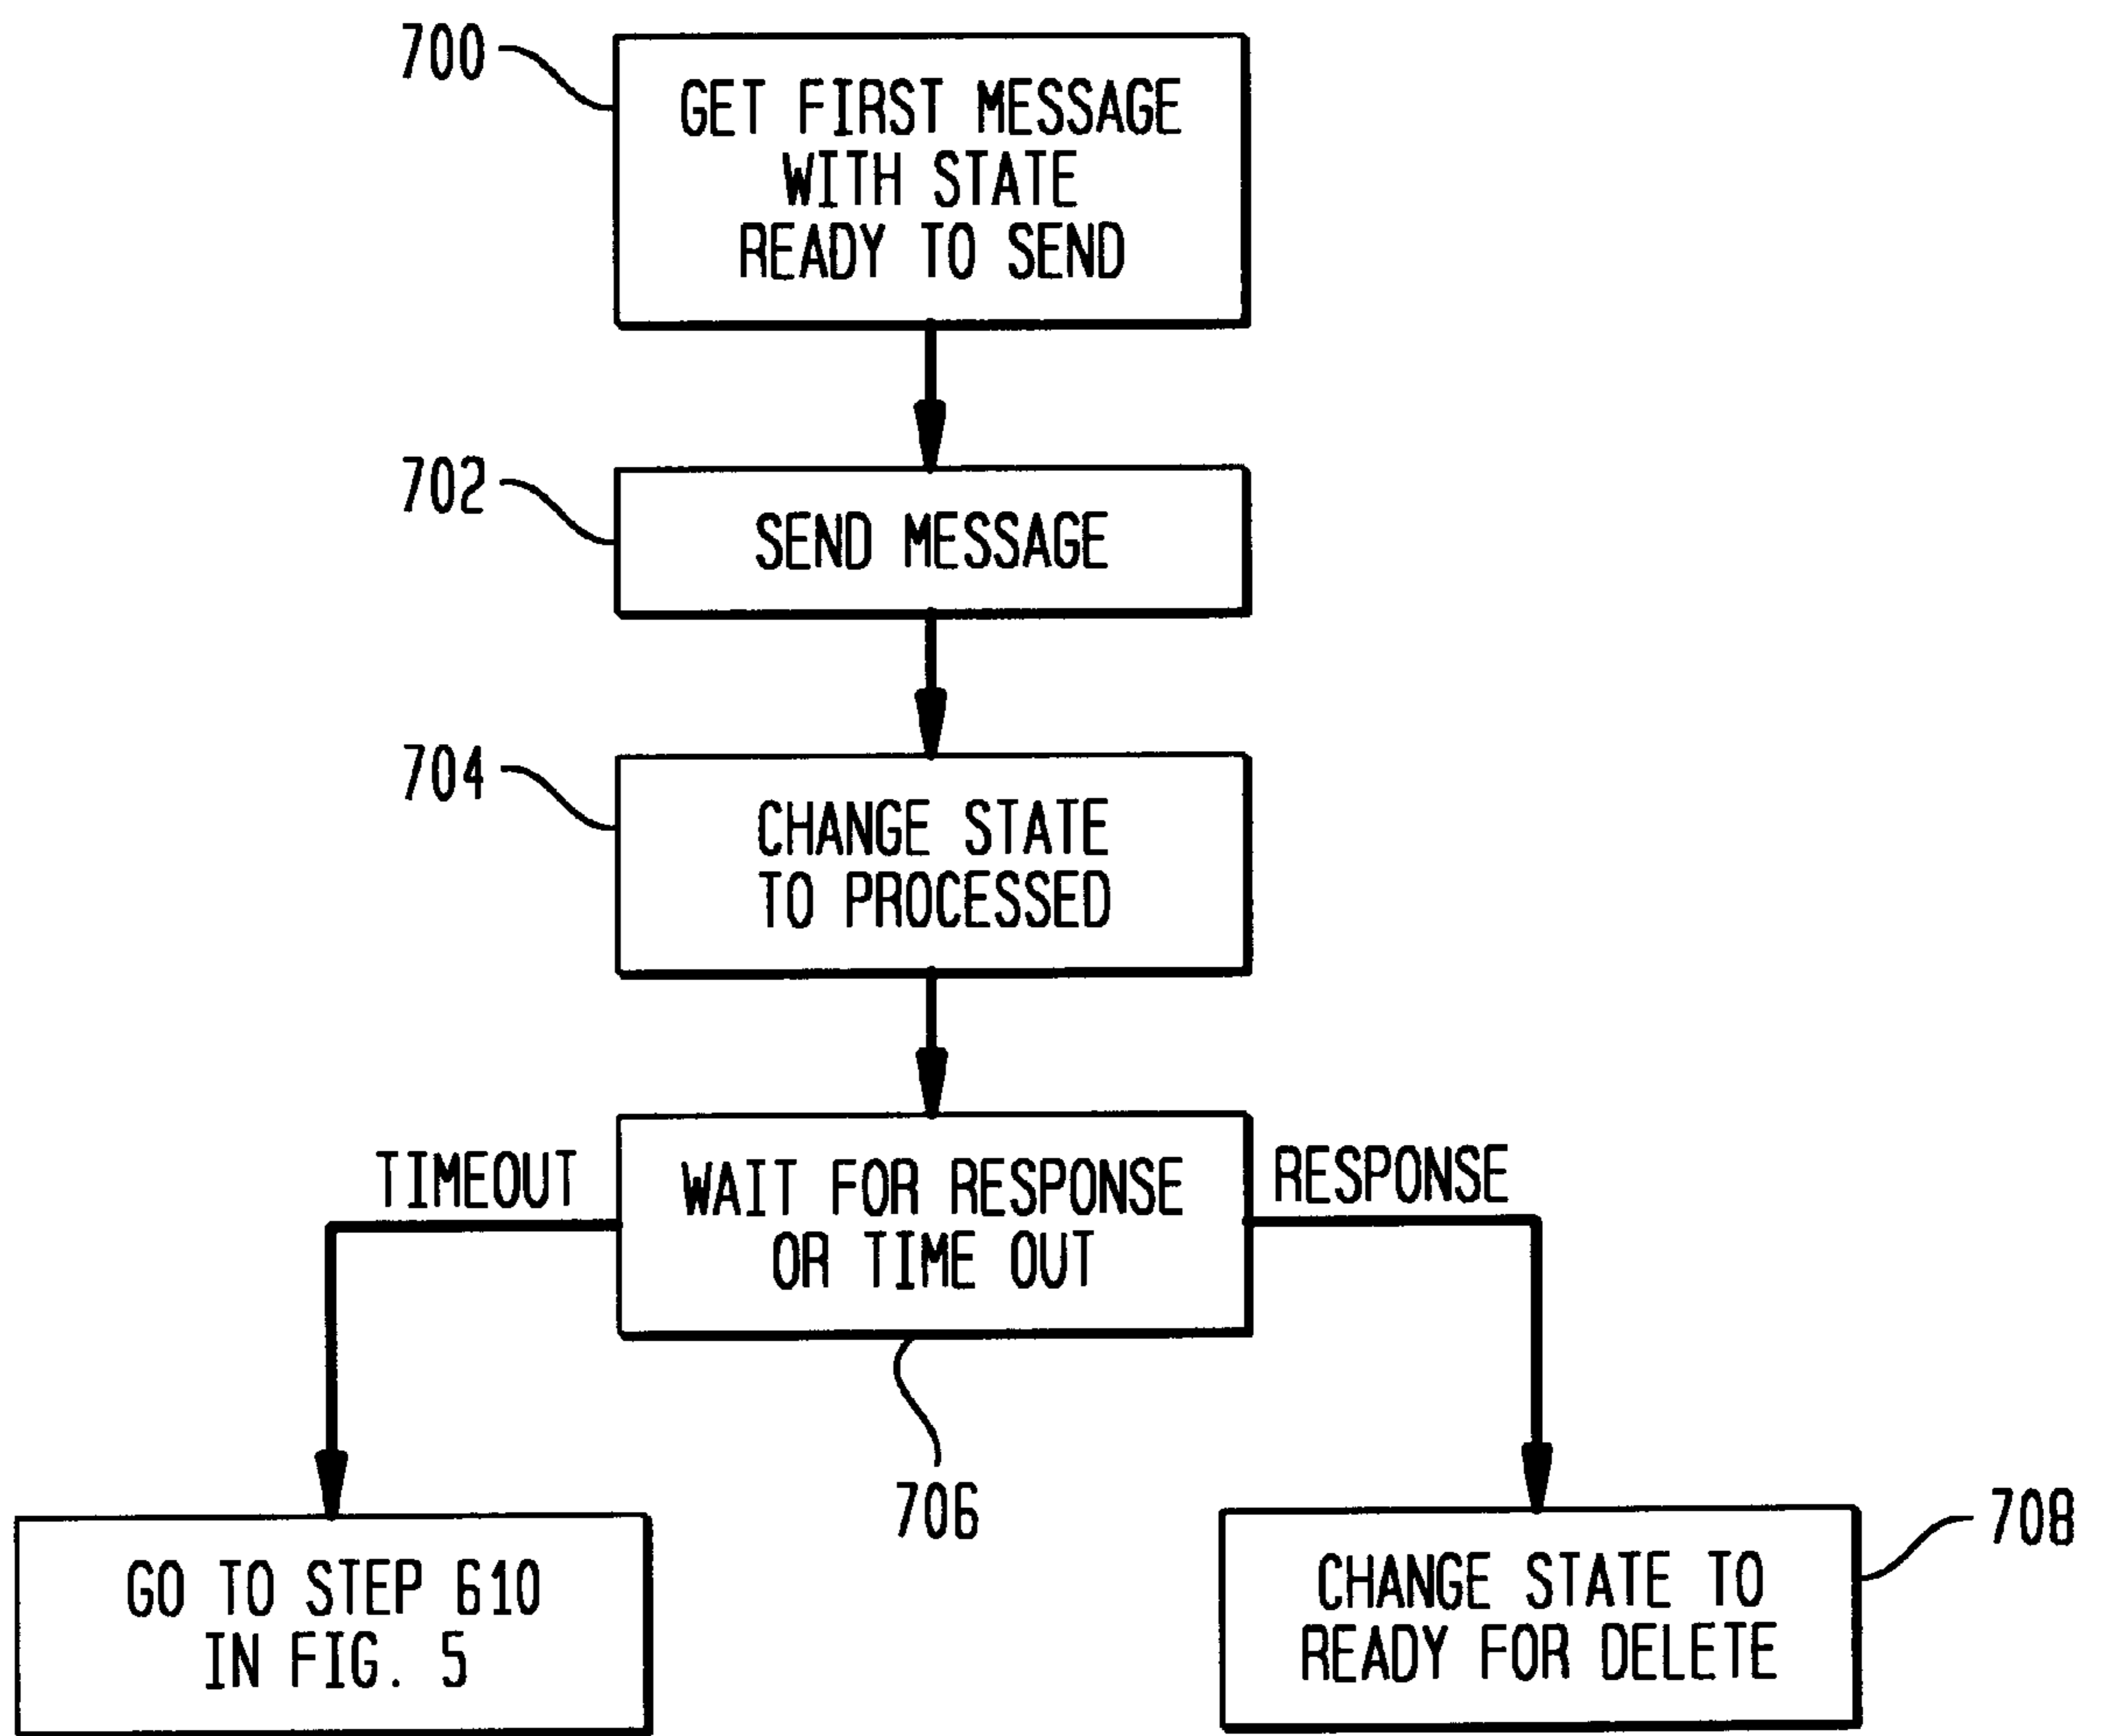 700
GET FIRST MESSAGE
WITH STATE
READY TO SEND
702
SEND MESSAGE
704
CHANGE STATE
TO PROCESSED
TIMEOUT
WAIT FOR RESPONSE
OR TIME OUT
RESPONSE
706
GO TO STEP 610
IN FIG. 5
CHANGE STATE TO
READY FOR DELETE
708